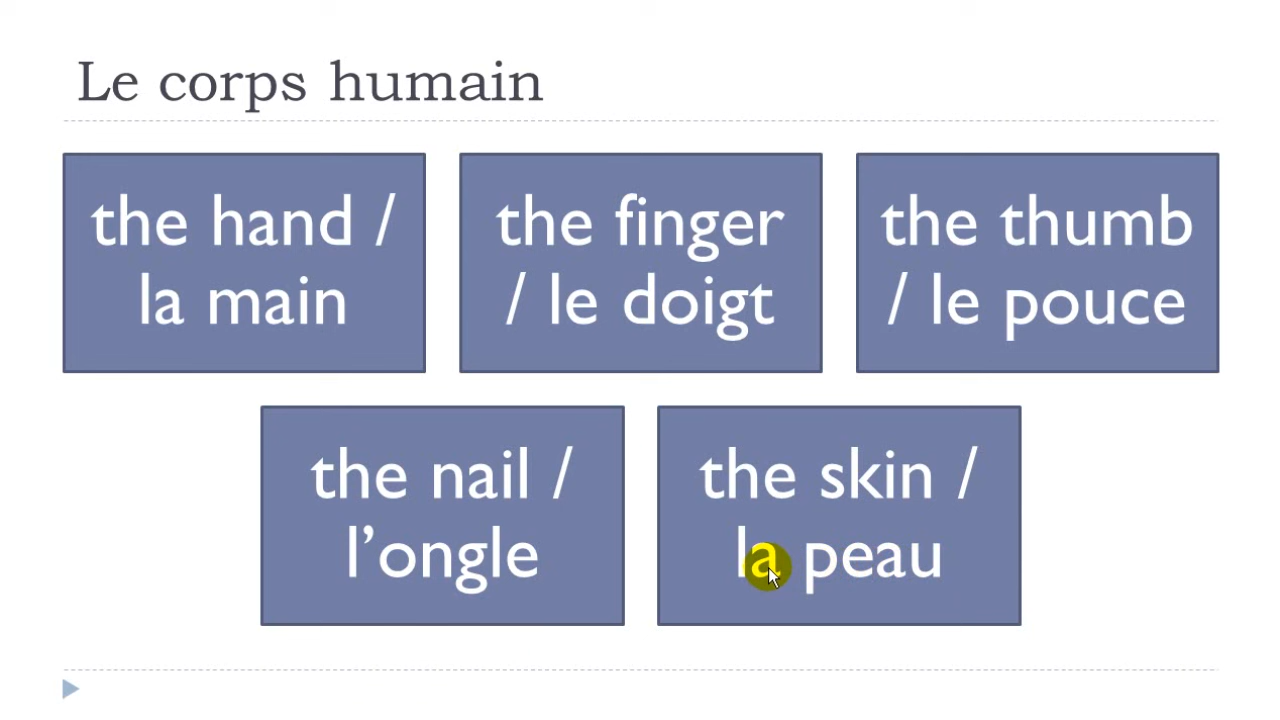 Le corps humain
the hand /
la main
the finger
/ le doigt
the thumb
/ le pouce
the nail /
l’ongle
the skin /
la peau